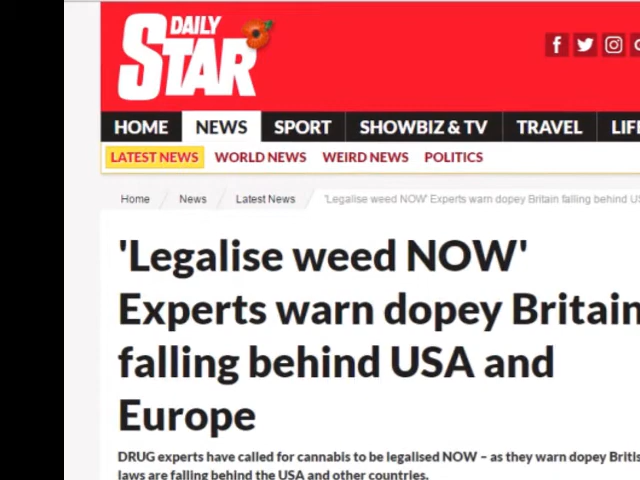 DAILY
STAR
HOME NEWS SPORT SHOWBIZ & TV TRAVEL
LATEST NEWS WORLD NEWS WEIRD NEWS POLITICS
Home News Latest News 'Legalise weed NOW' Experts warn dopey Britain falling behind
'Legalise weed NOW'
Experts warn dopey Britain
falling behind USA and
Europe
DRUG experts have called for cannabis to be legalised NOW – as they warn dopey
laws are falling behind the USA and other countries.